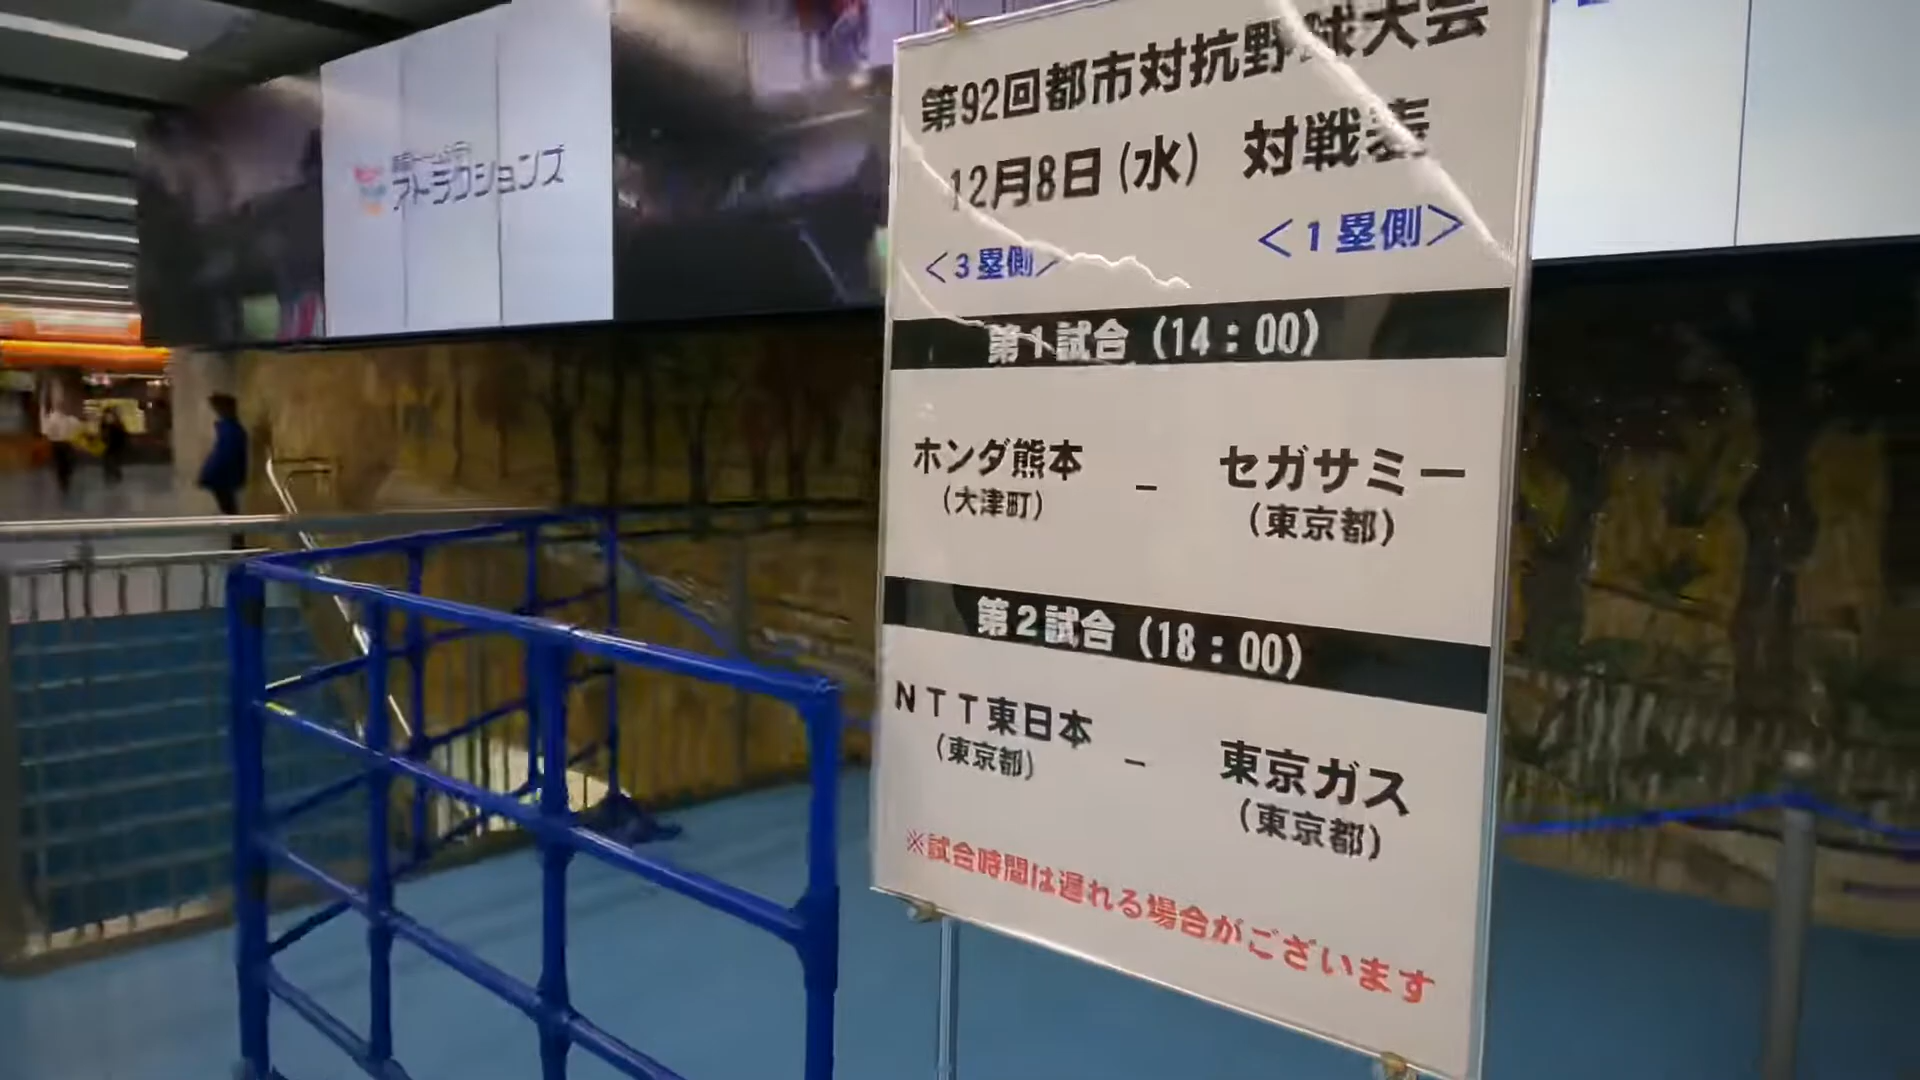 アトラクションズ
第92回都市対抗野球大会
12月8日(水) 対戦表
<3塁側> <1塁側>
第1試合(14:00)
ホンダ熊本 - セガサミー
(大津町) (東京都)
第2試合(18:00)
NTT東日本 - 東京ガス
(東京都) (東京都)
※試合時間は遅れる場合がございます